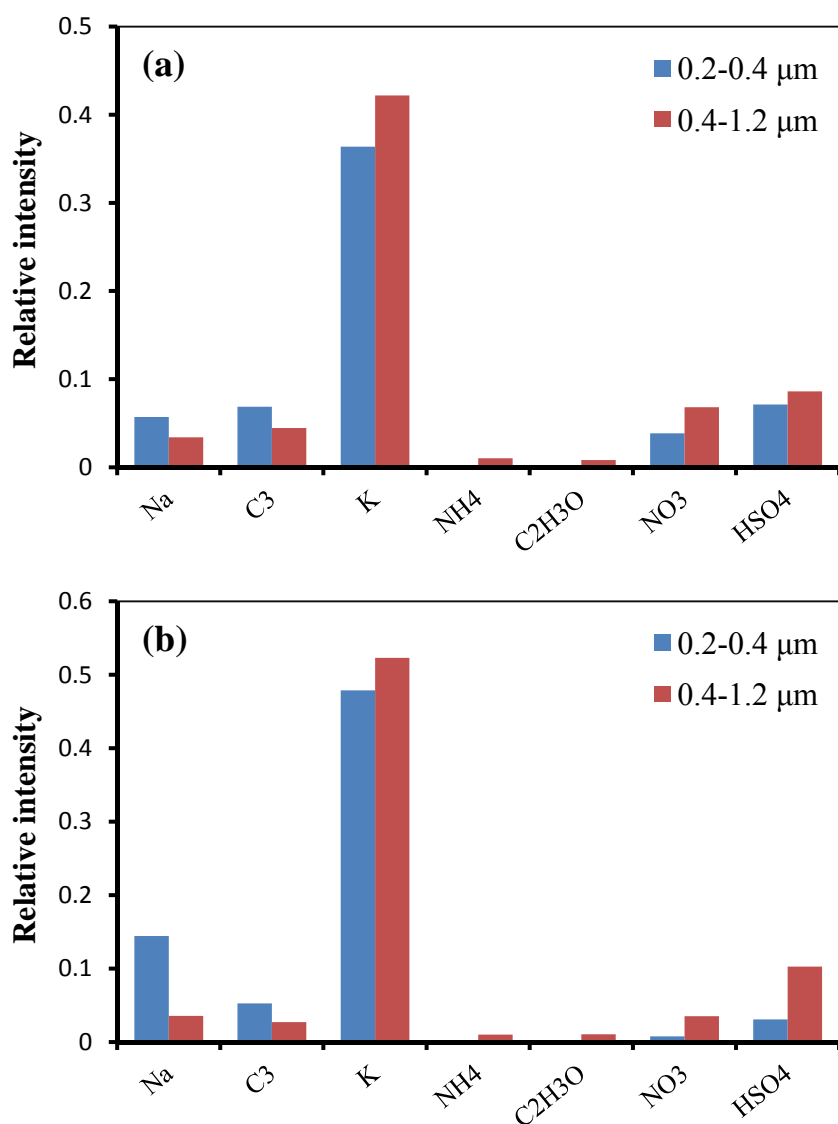 0.5
(a)
0.2-0.4 μm
0.4-1.2 μm
0.4
0.3
0.2
0.1
0
Relative intensity
Na
C3
K
NH4
C2H3O
NO3
HSO4
0.6
(b)
0.2-0.4 μm
0.4-1.2 μm
0.5
0.4
0.3
0.2
0.1
0
Relative intensity
Na
C3
K
NH4
C2H3O
NO3
HSO4